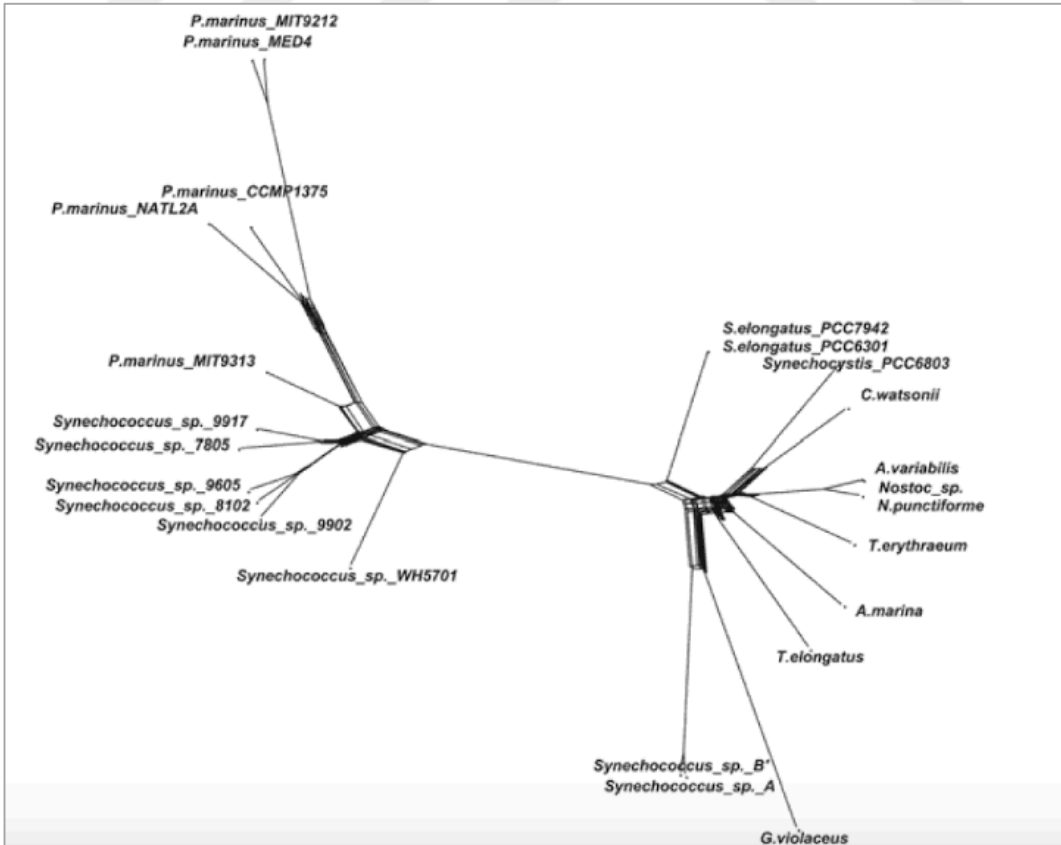 P.marinus_MIT9212
P.marinus_MED4
P.marinus_CCMP1375
P.marinus_NATL2A
S.elongatus_PCC7942
S.elongatus_PCC6301
P.marinus_MIT9313
Synechocystis_PCC6803
C.watsonii
Synechococcus_sp._9917
Synechococcus_sp._7805
A.variabilis
Synechococcus_sp._9605
Nostoc_sp.
Synechococcus_sp._8102
N.punctiforme
Synechococcus_sp._9902
T.erythraeum
Synechococcus_sp._WH5701
A.marina
T.elongatus
Synechococcus_sp._B'
Synechococcus_sp._A
G.violaceus